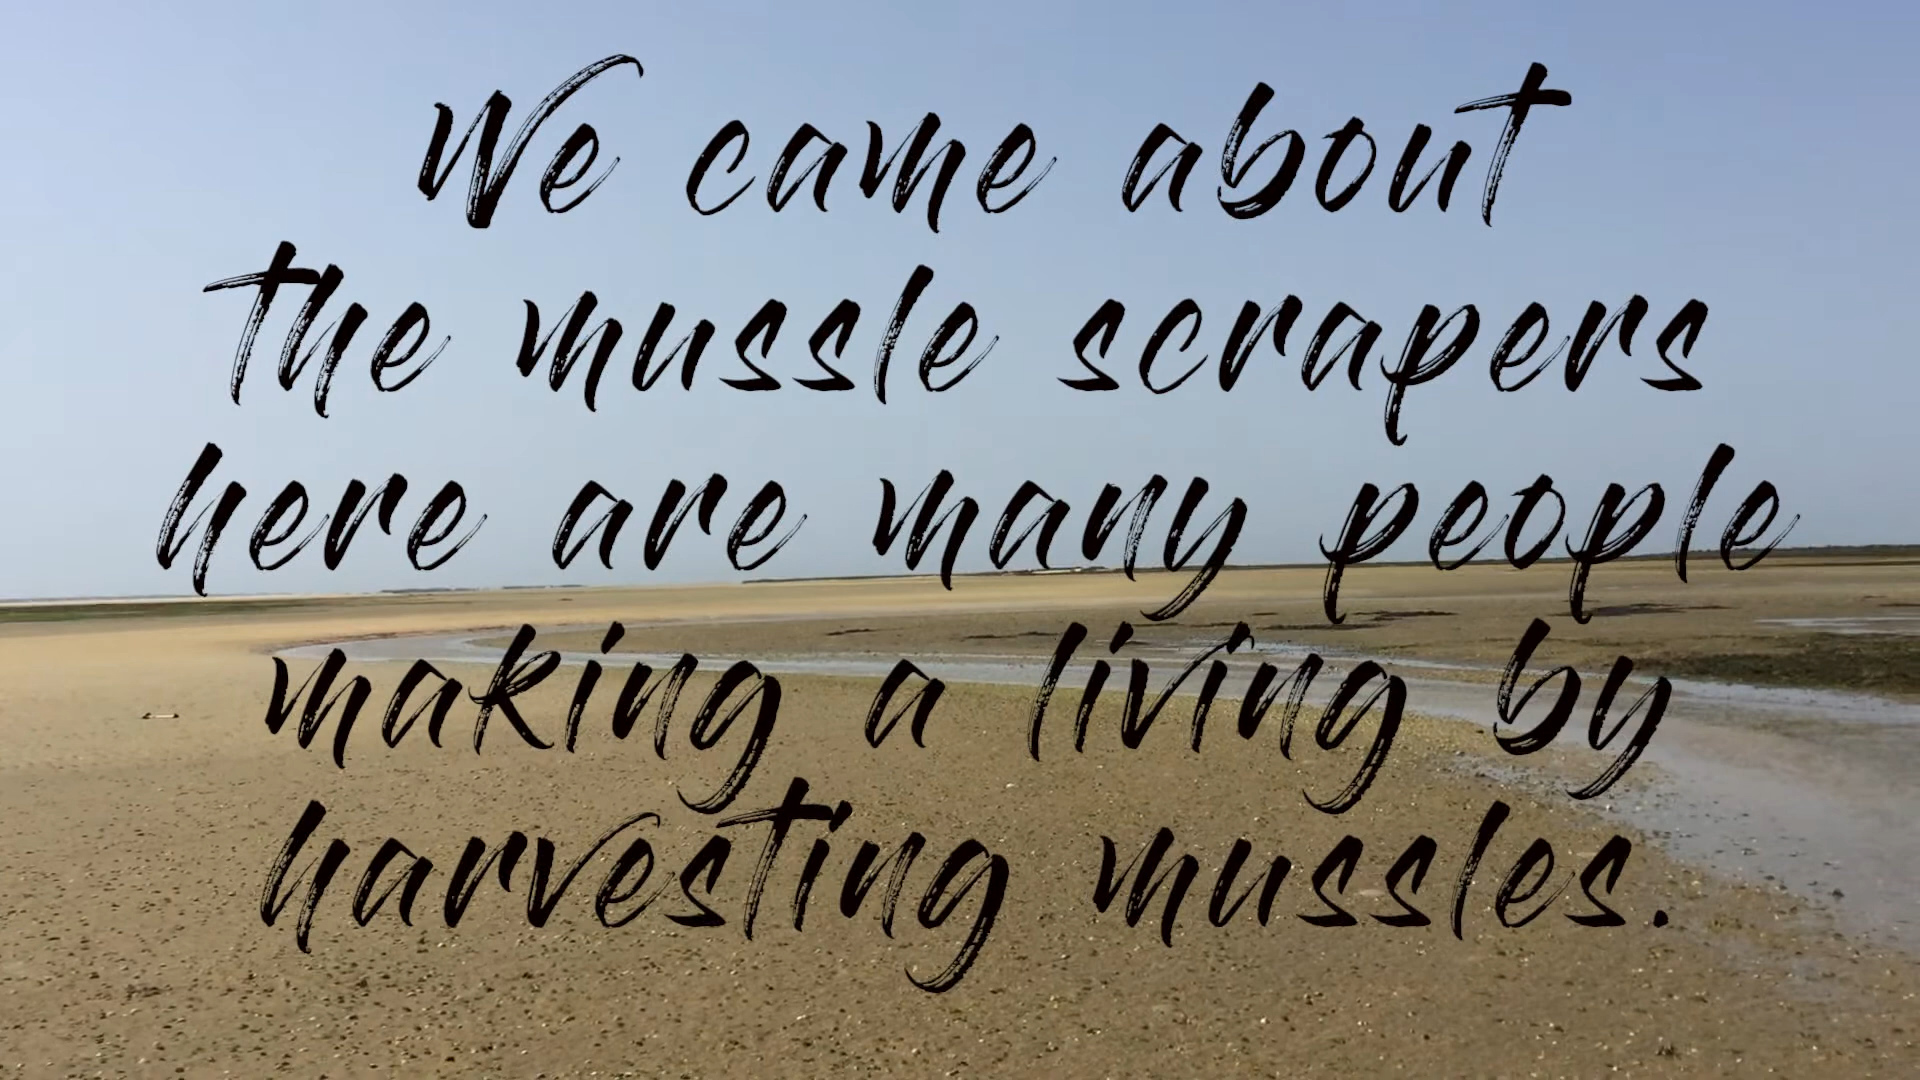 We came about
the mussle scrapers
here are many people
making a living by
harvesting mussles.